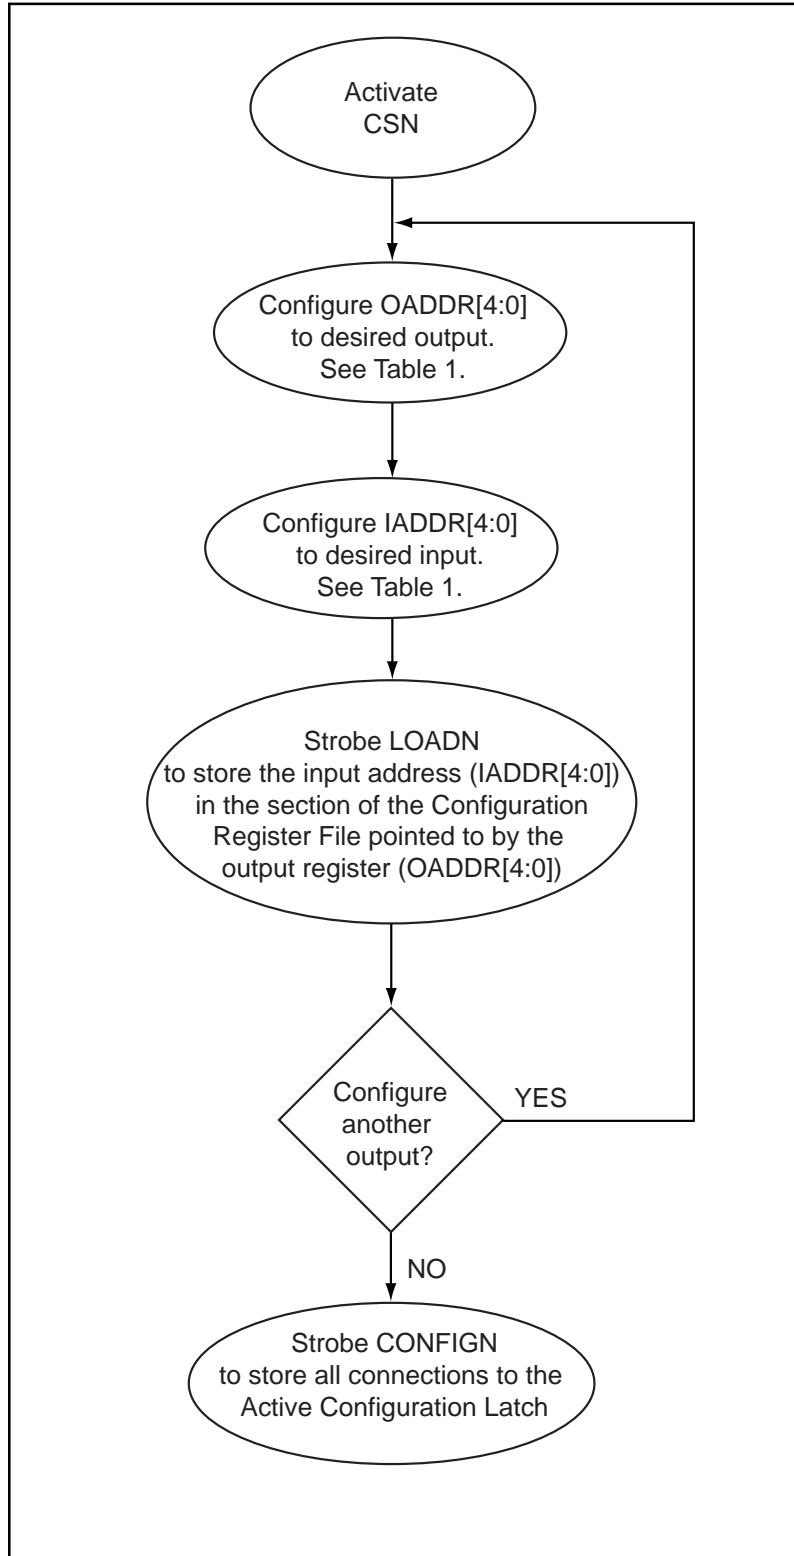 Activate
CSN
Configure OADDR[4:0]
to desired output.
See Table 1.
Configure IADDR[4:0]
to desired input.
See Table 1.
Strobe LOADN
to store the input address (IADDR[4:0])
in the section of the Configuration
Register File pointed to by the
output register (OADDR[4:0])
Configure
another
output?
YES
NO
Strobe CONFIGN
to store all connections to the
Active Configuration Latch